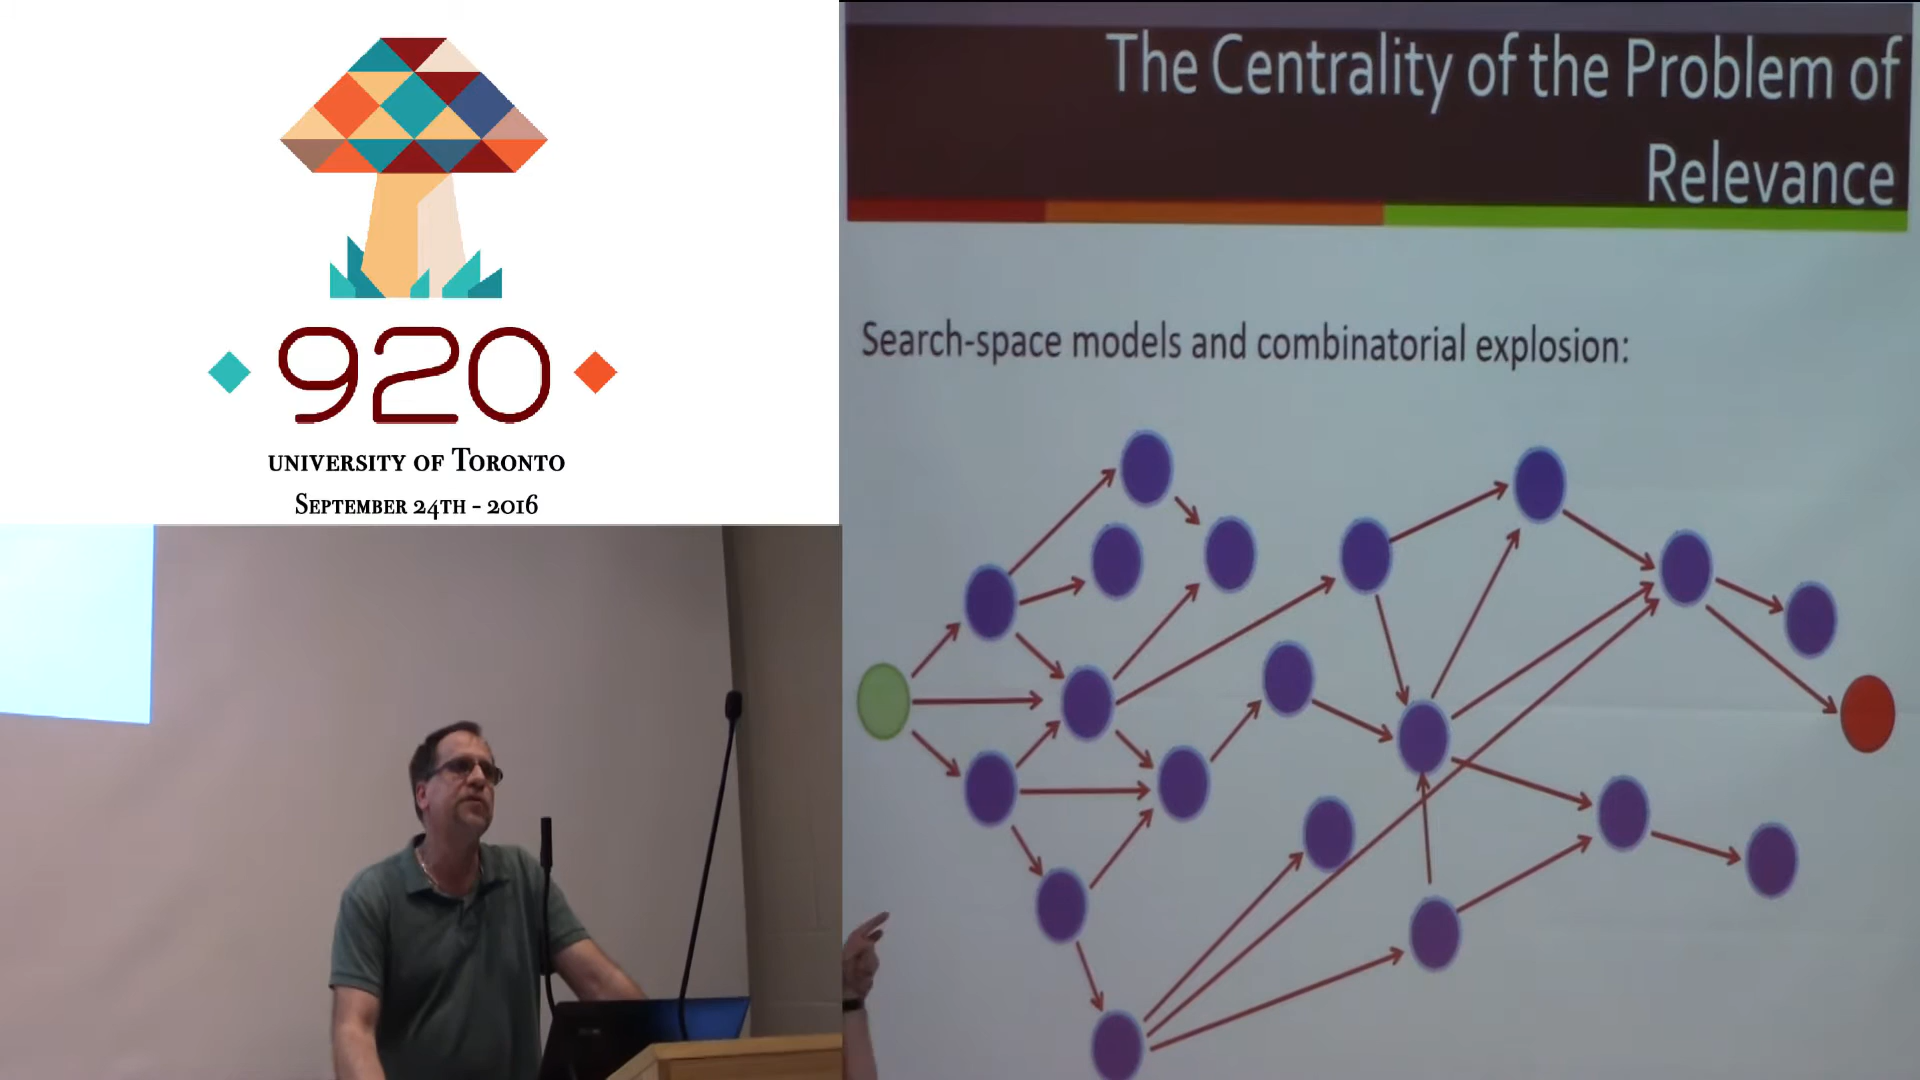 920
UNIVERSITY OF TORONTO
SEPTEMBER 24TH - 2016
The Centrality of the Problem of
Relevance
Search-space models and combinatorial explosion: